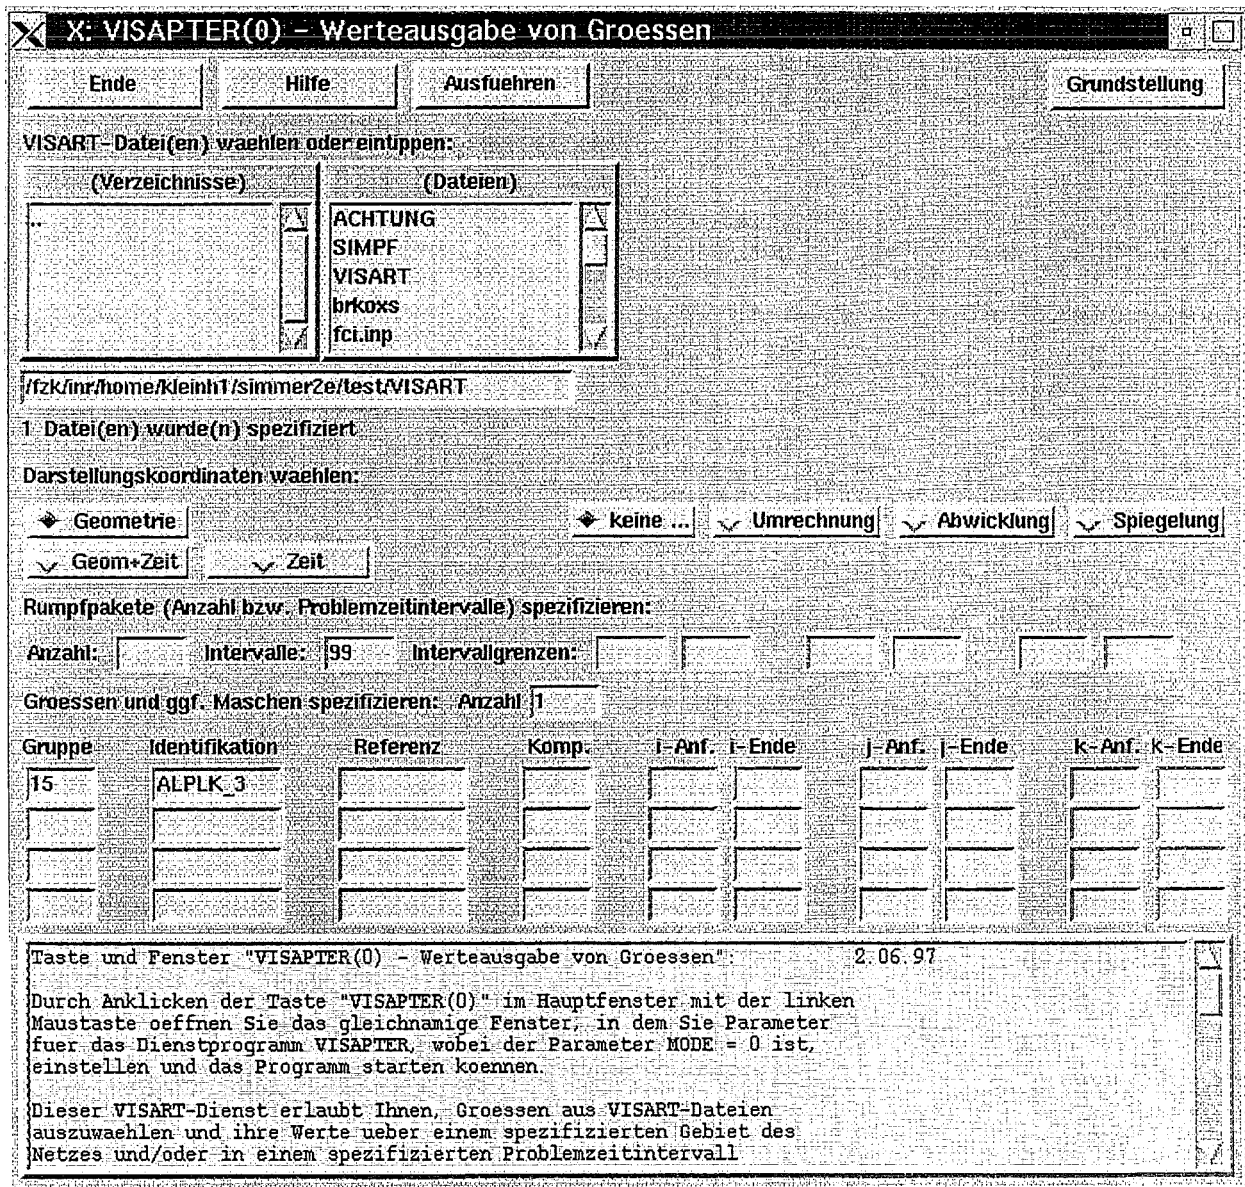 X: VISAPTER(0) - Werteausgabe von Groessen
Ende Hilfe Ausfuehren Grundstellung
VISART-Datei(en) waehlen oder eintippen:
(Verzeichnisse) (Dateien)
.. ACHTUNG
SIMPF
VISART
brkoxs
fci.inp
/fzk/inr/home/kleinh1/simmer2e/test/VISART
1 Datei(en) wurde(n) spezifiziert
Darstellungskoordinaten waehlen:
Geometrie keine ... Umrechnung Abwicklung Spiegelung
Geom+Zeit Zeit
Rumpfpakete (Anzahl bzw. Problemzeitintervalle) spezifizieren:
Anzahl: Intervalle: 99 Intervallgrenzen:
Groessen und ggf. Maschen spezifizieren: Anzahl 1
Gruppe Identifikation Referenz Komp. i-Anf. i-Ende j-Anf. j-Ende k-Anf. k-Ende
15 ALPLK_3
Taste und Fenster "VISAPTER(0) - Werteausgabe von Groessen": 2.06.97
Durch Anklicken der Taste "VISAPTER(0)" im Hauptfenster mit der linken
Maustaste oeffnen Sie das gleichnamige Fenster, in dem Sie Parameter
fuer das Dienstprogramm VISAPTER, wobei der Parameter MODE = 0 ist,
einstellen und das Programm starten koennen.
Dieser VISART-Dienst erlaubt Ihnen, Groessen aus VISART-Dateien
auszuwaehlen und ihre Werte ueber einem spezifizierten Gebiet des
Netzes und/oder in einem spezifizierten Problemzeitintervall